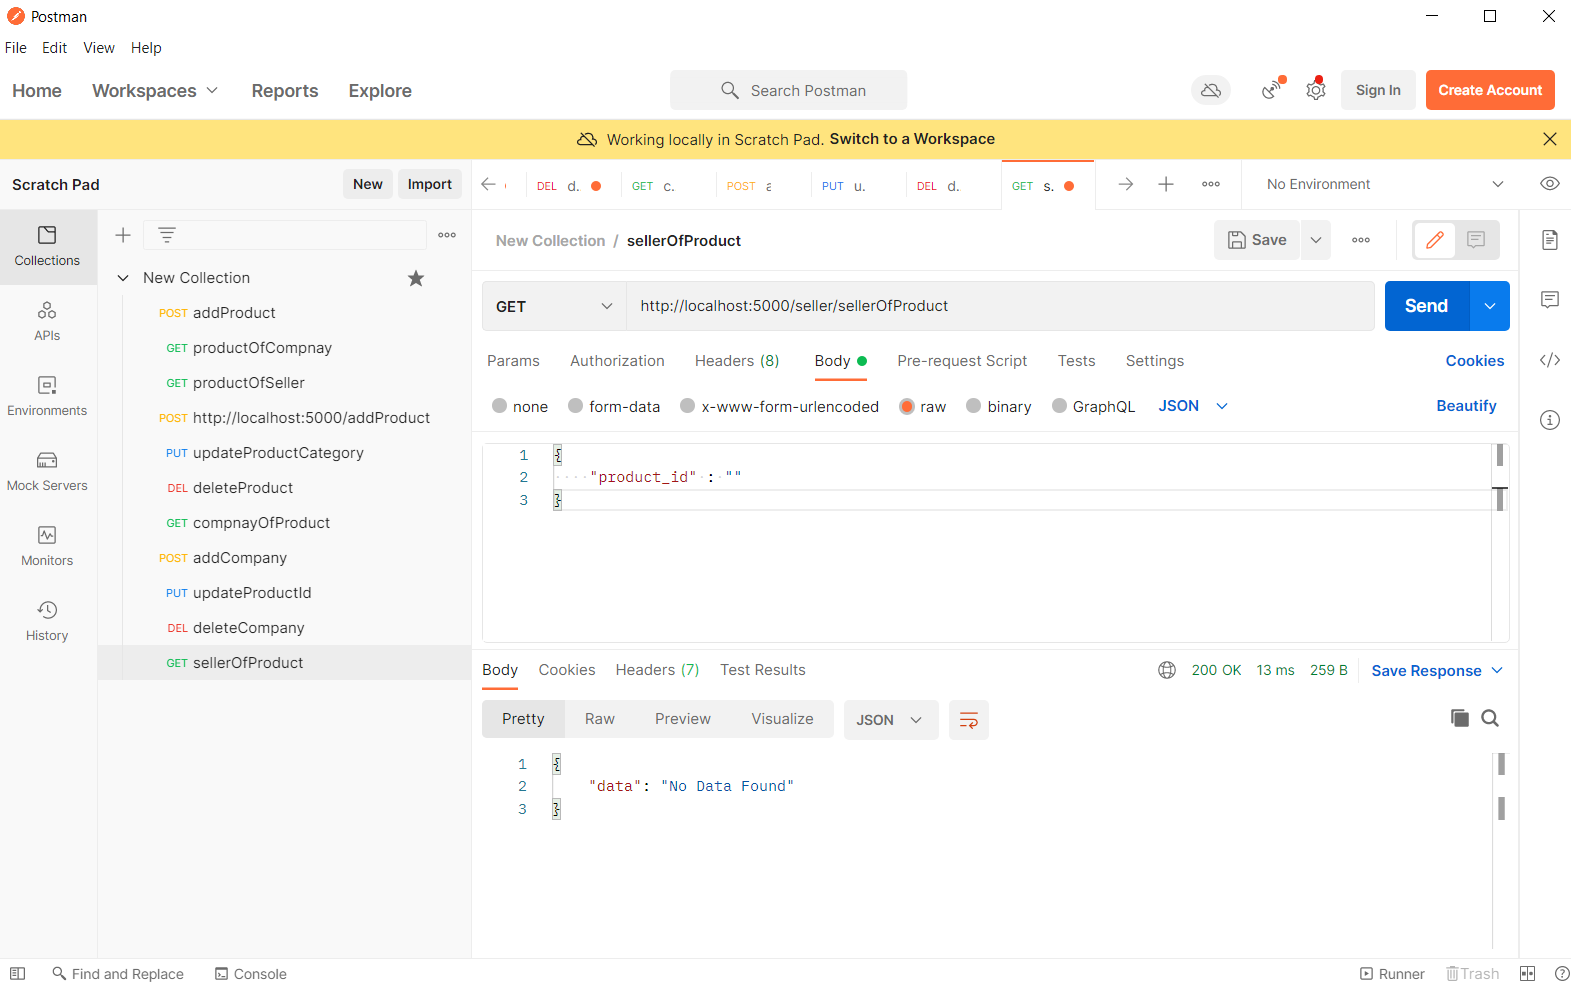 Postman
File Edit View Help
Home Workspaces Reports Explore Search Postman Sign In Create Account
Working locally in Scratch Pad. Switch to a Workspace
Scratch Pad New Import
DEL d. GET c. POST a PUT u. DEL d. GET s. No Environment
Collections
APIs
Environments
Mock Servers
Monitors
History
New Collection
POST addProduct
GET productOfCompnay
GET productOfSeller
POST http://localhost:5000/addProduct
PUT updateProductCategory
DEL deleteProduct
GET compnayOfProduct
POST addCompany
PUT updateProductId
DEL deleteCompany
GET sellerOfProduct
New Collection / sellerOfProduct Save
GET http://localhost:5000/seller/sellerOfProduct Send
Params Authorization Headers (8) Body Pre-request Script Tests Settings Cookies
none form-data x-www-form-urlencoded raw binary GraphQL JSON Beautify
1 {
2 "product_id" : ""
3 }
Body Cookies Headers (7) Test Results 200 OK 13 ms 259 B Save Response
Pretty Raw Preview Visualize JSON
1 {
2 "data": "No Data Found"
3 }
Find and Replace Console Runner Trash